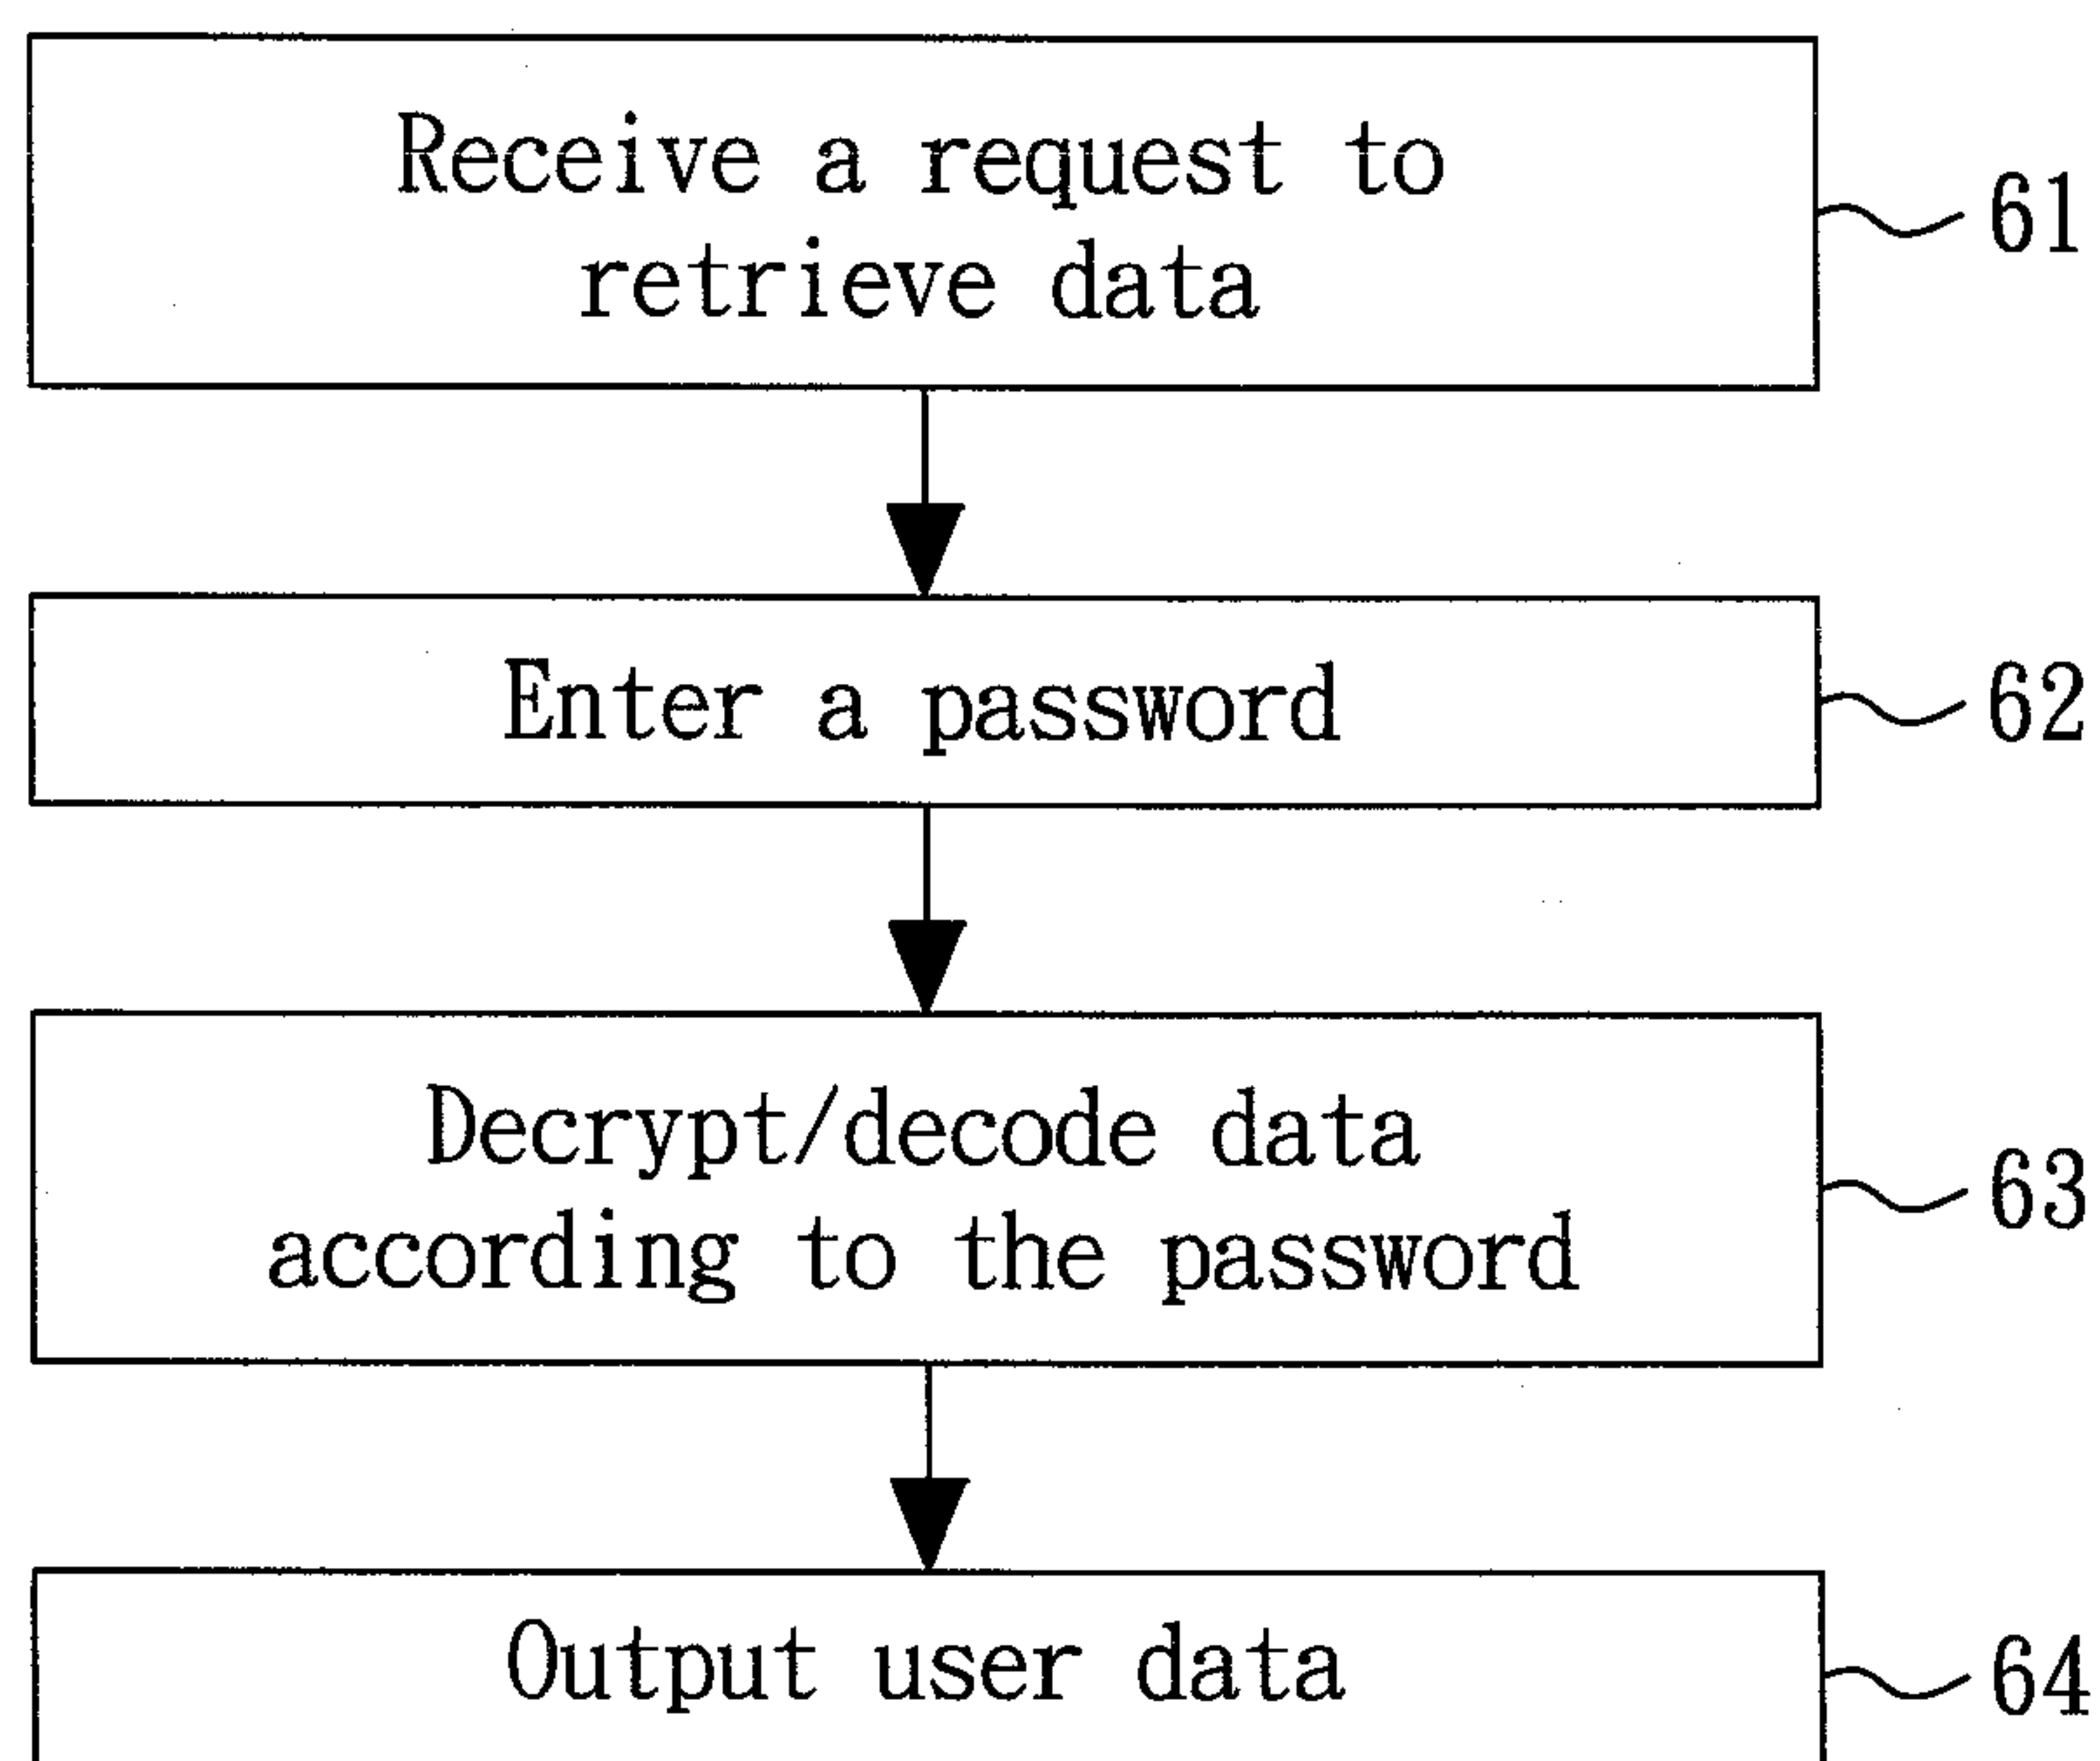 Receive a request to
retrieve data
61
Enter a password
62
Decrypt/decode data
according to the password
63
Output user data
64